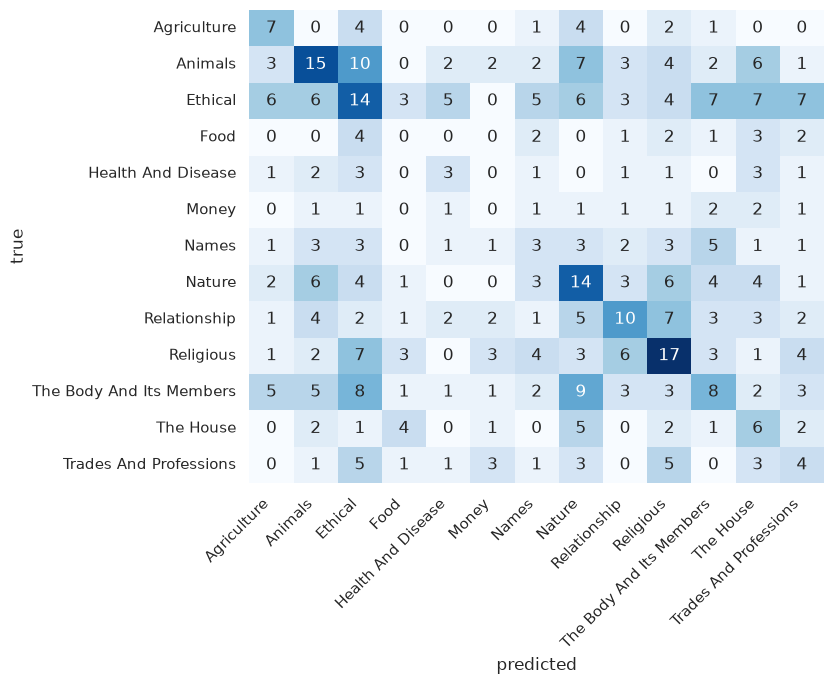 Agriculture 7 0 4 0 0 0 1 4 0 2 1 0 0
Animals 3 15 10 0 2 2 2 7 3 4 2 6 1
Ethical 6 6 14 3 5 0 5 6 3 4 7 7 7
Food 0 0 4 0 0 0 2 0 1 2 1 3 2
Health And Disease 1 2 3 0 3 0 1 0 1 1 0 3 1
Money 0 1 1 0 1 0 1 1 1 1 2 2 1
Names 1 3 3 0 1 1 3 3 2 3 5 1 1
Nature 2 6 4 1 0 0 3 14 3 6 4 4 1
Relationship 1 4 2 1 2 2 1 5 10 7 3 3 2
Religious 1 2 7 3 0 3 4 3 6 17 3 1 4
The Body And Its Members 5 5 8 1 1 1 2 9 3 3 8 2 3
The House 0 2 1 4 0 1 0 5 0 2 1 6 2
Trades And Professions 0 1 5 1 1 3 1 3 0 5 0 3 4
true
Agriculture
Animals
Ethical
Food
Health And Disease
Money
Names
Nature
Relationship
Religious
The Body And Its Members
The House
Trades And Professions
predicted